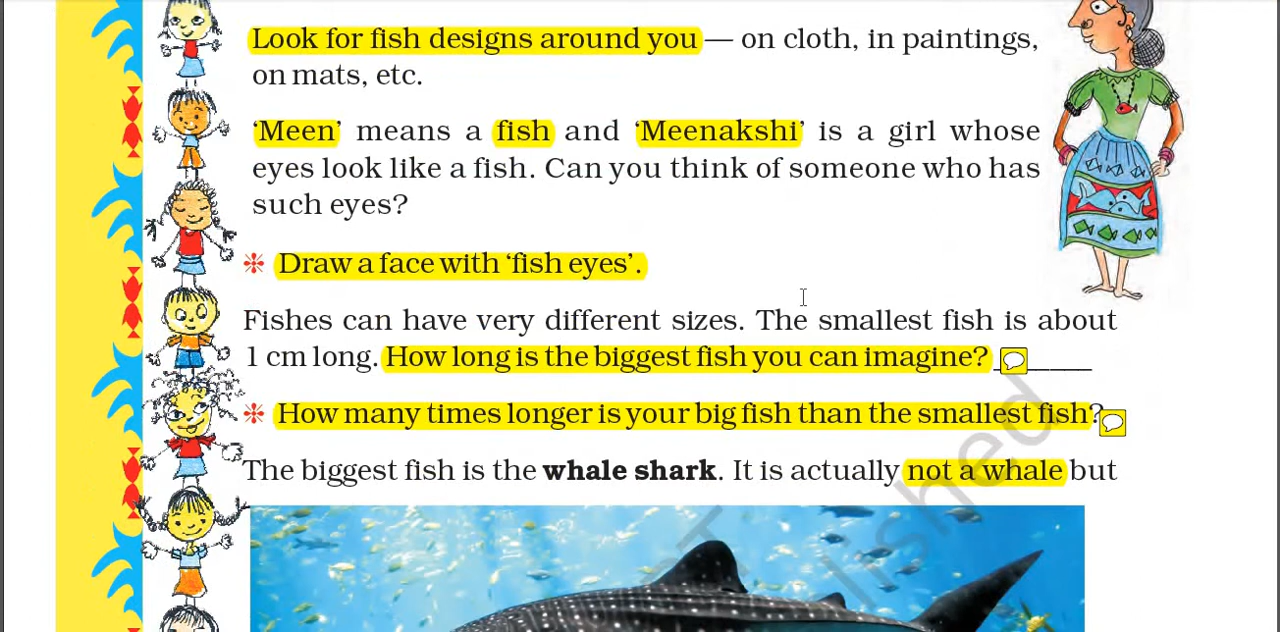 Look for fish designs around you — on cloth, in paintings,
on mats, etc.
‘Meen’ means a fish and ‘Meenakshi’ is a girl whose
eyes look like a fish. Can you think of someone who has
such eyes?
❇ Draw a face with ‘fish eyes’.
Fishes can have very different sizes. The smallest fish is about
1 cm long. How long is the biggest fish you can imagine? ______
❇ How many times longer is your big fish than the smallest fish?
The biggest fish is the whale shark. It is actually not a whale but